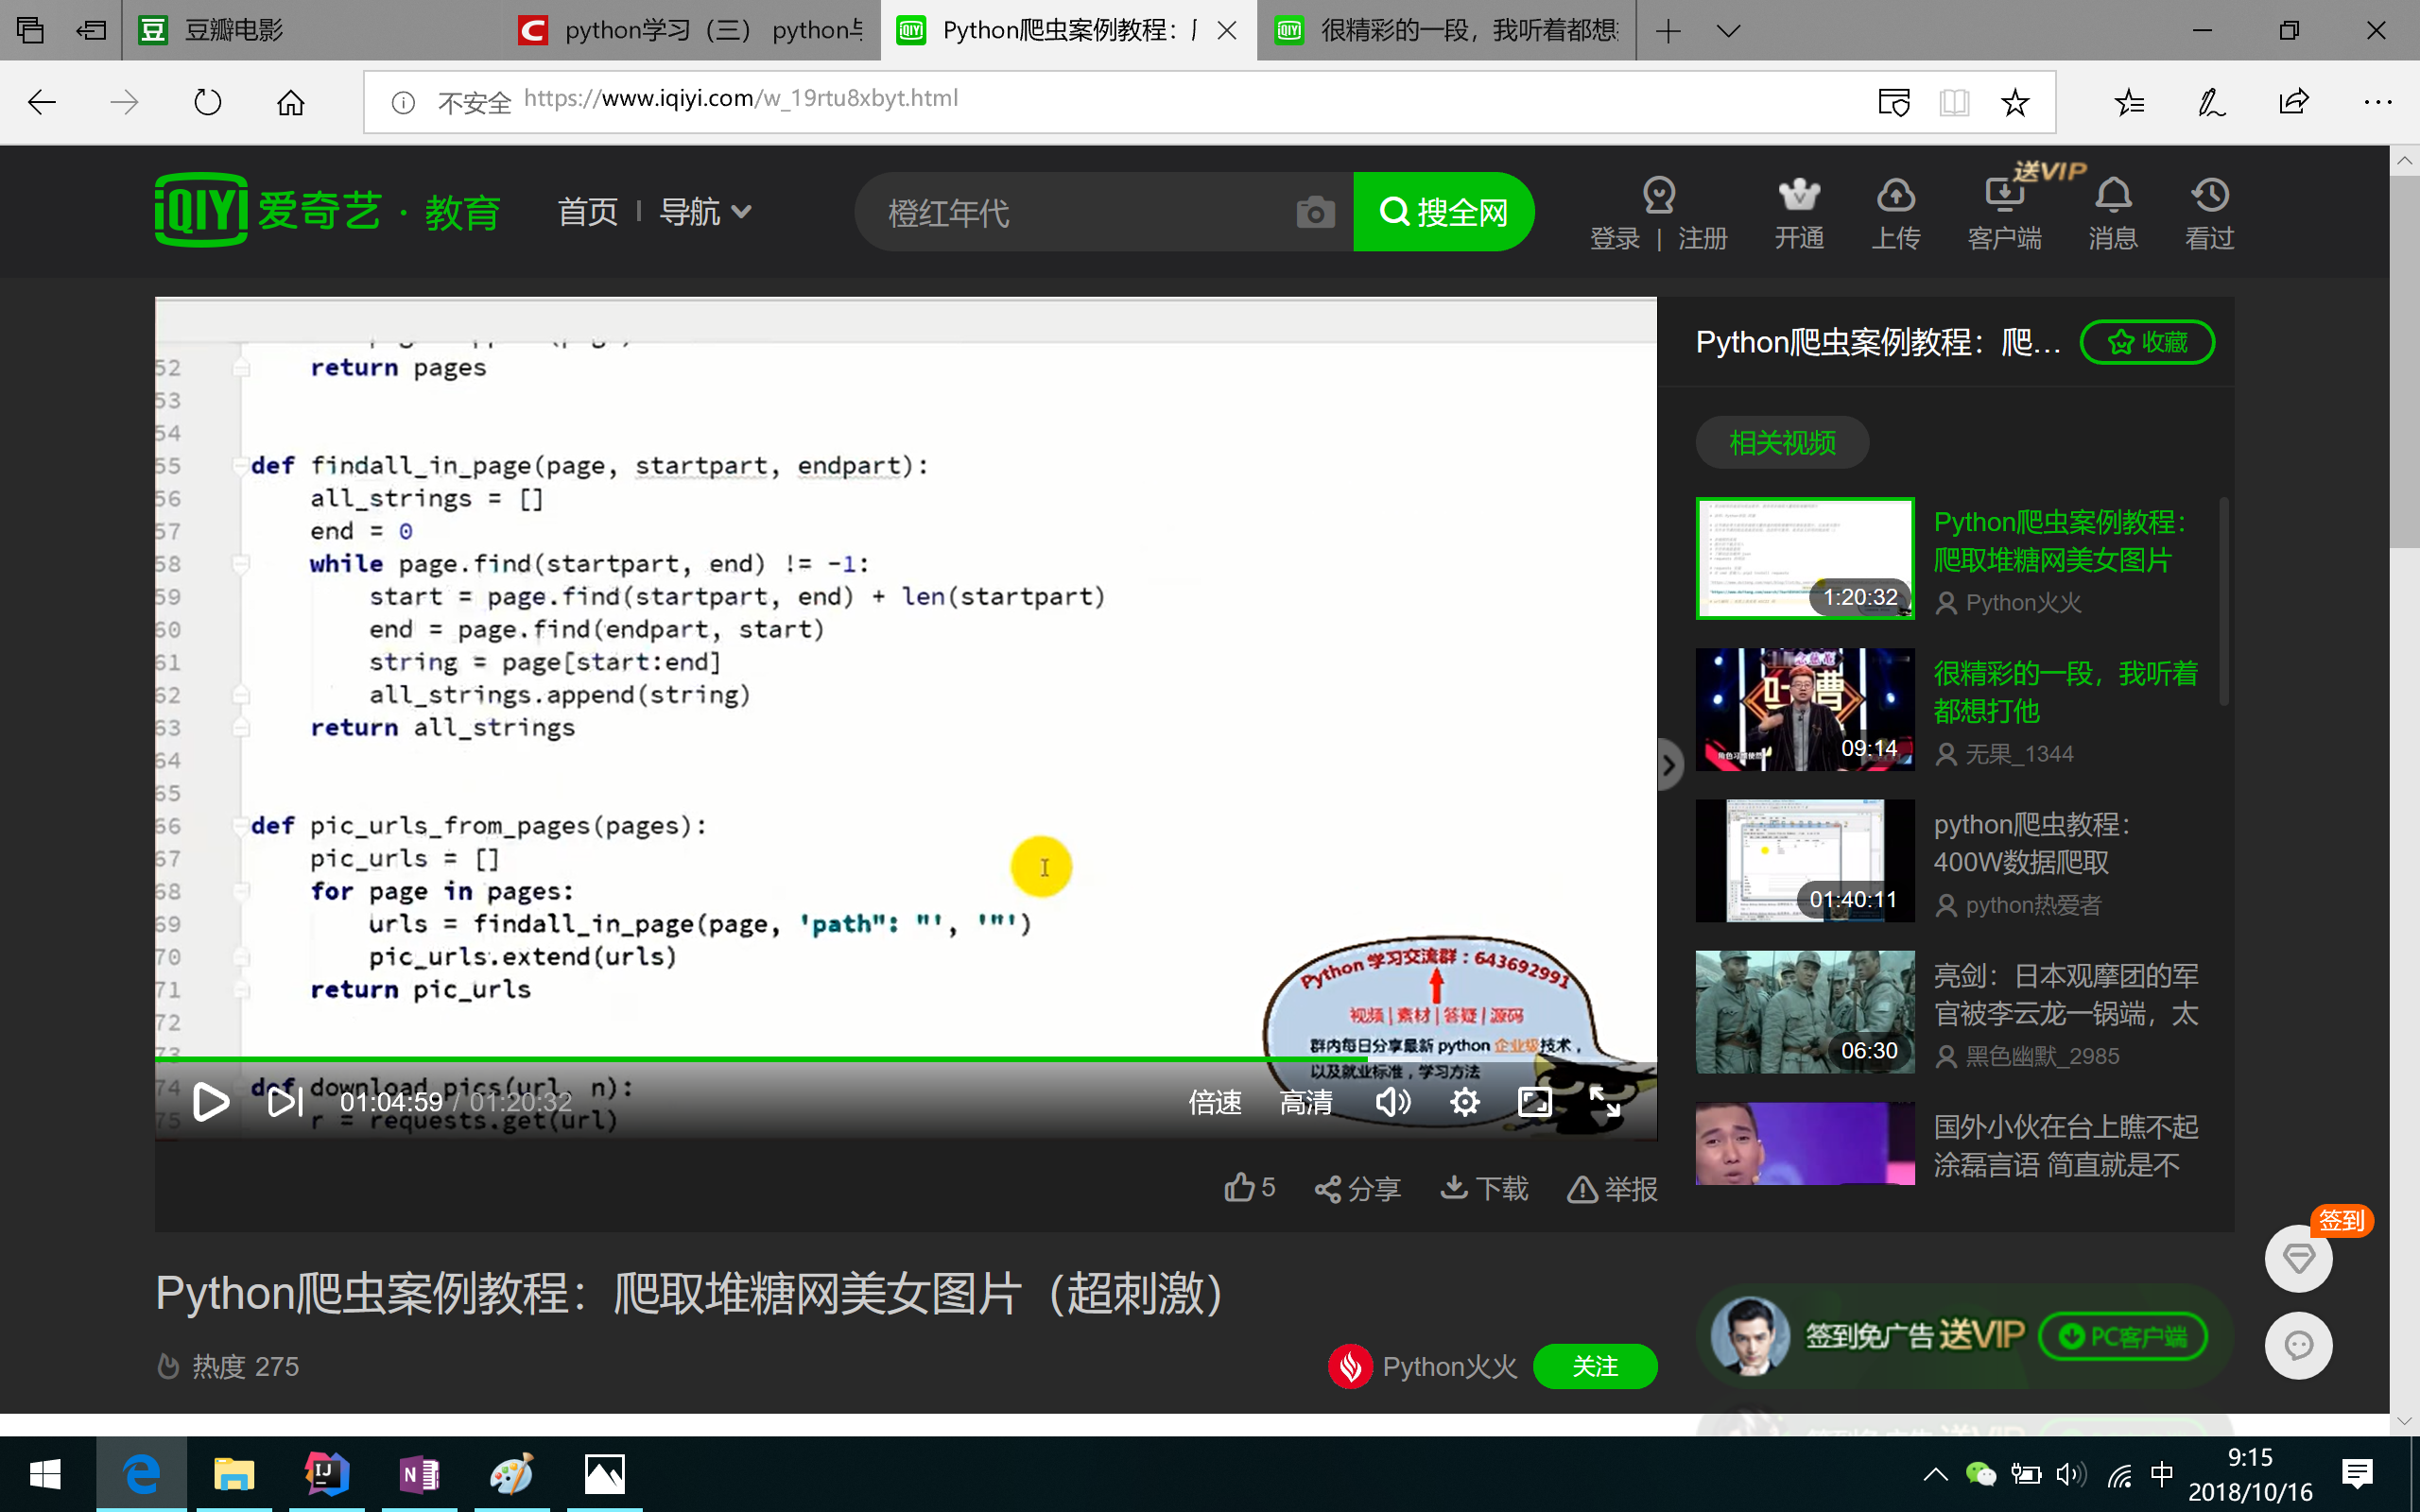 豆瓣电影
python学习（三） python与
Python爬虫案例教程：
很精彩的一段，我听着都想
不安全 https://www.iqiyi.com/w_19rtu8xbyt.html
iQIYI 爱奇艺·教育
首页 | 导航
橙红年代
搜全网
送VIP
登录 | 注册 开通 上传 客户端 消息 看过
52 return pages
53
54
55 def findall_in_page(page, startpart, endpart):
56 all_strings = []
57 end = 0
58 while page.find(startpart, end) != -1:
59 start = page.find(startpart, end) + len(startpart)
60 end = page.find(endpart, start)
61 string = page[start:end]
62 all_strings.append(string)
63 return all_strings
64
65
66 def pic_urls_from_pages(pages):
67 pic_urls = []
68 for page in pages:
69 urls = findall_in_page(page, 'path": "', '"')
70 pic_urls.extend(urls)
71 return pic_urls
72
73
74 def download_pics(url, n):
75 r = requests.get(url)
Python 学习交流群：643692991
视频 | 素材 | 答疑 | 源码
群内每日分享最新 python 企业级技术，
以及就业标准，学习方法
01:04:59 / 01:20:32
倍速 高清
5 分享 下载 举报
Python爬虫案例教程：爬... 收藏
相关视频
1:20:32
Python爬虫案例教程：
爬取堆糖网美女图片
Python火火
吐槽
09:14
很精彩的一段，我听着
都想打他
无果_1344
01:40:11
python爬虫教程：
400W数据爬取
python热爱者
06:30
亮剑：日本观摩团的军
官被李云龙一锅端，太
黑色幽默_2985
国外小伙在台上瞧不起
涂磊言语 简直就是不
签到
Python爬虫案例教程：爬取堆糖网美女图片（超刺激）
热度 275
Python火火 关注
签到免广告 送VIP PC客户端
中
9:15
2018/10/16